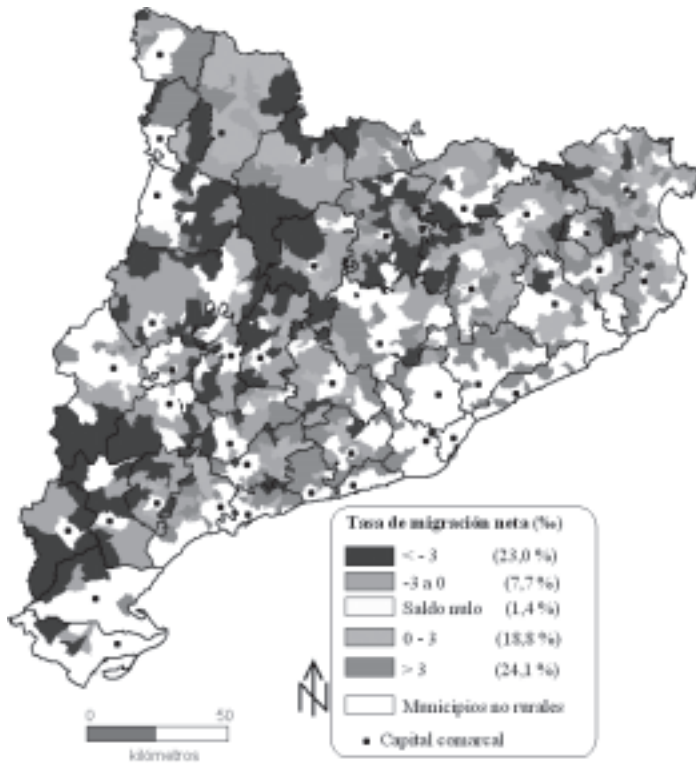 Tasa de migración neta (‰)
< - 3 (23,0 %)
-3 a 0 (7,7 %)
Saldo nulo (1,4 %)
0 - 3 (18,8 %)
> 3 (24,1 %)
Municipios no rurales
• Capital comarcal
N
0 50
kilómetros